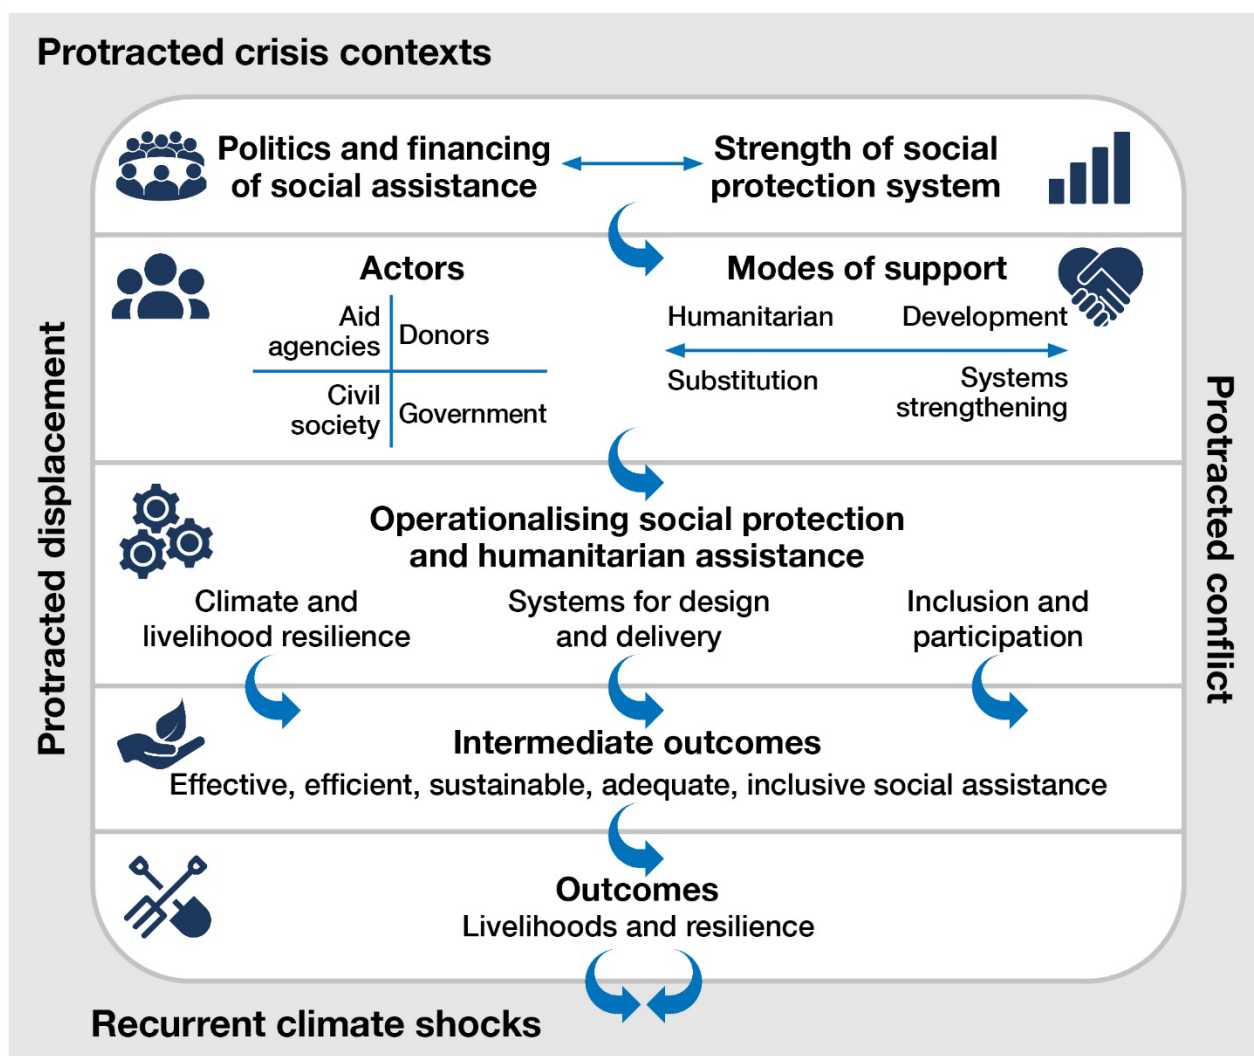 Protracted crisis contexts
Politics and financing
of social assistance
Strength of social
protection system
Actors
Aid
agencies
Donors
Civil
society
Government
Modes of support
Humanitarian
Development
Substitution
Systems
strengthening
Protracted displacement
Protracted conflict
Operationalising social protection
and humanitarian assistance
Climate and
livelihood resilience
Systems for design
and delivery
Inclusion and
participation
Intermediate outcomes
Effective, efficient, sustainable, adequate, inclusive social assistance
Outcomes
Livelihoods and resilience
Recurrent climate shocks